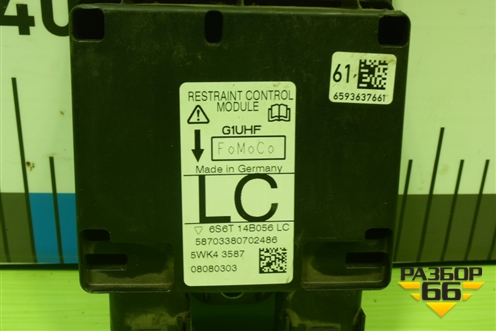 4U
61,
6593637661
RESTRAINT CONTROL
MODULE
G1UHF
FoMoCo
Made in Germany
LC
6S6T 14B056 LC
58703380702486
5WK4 3587
08080303
РАЗБОР
66